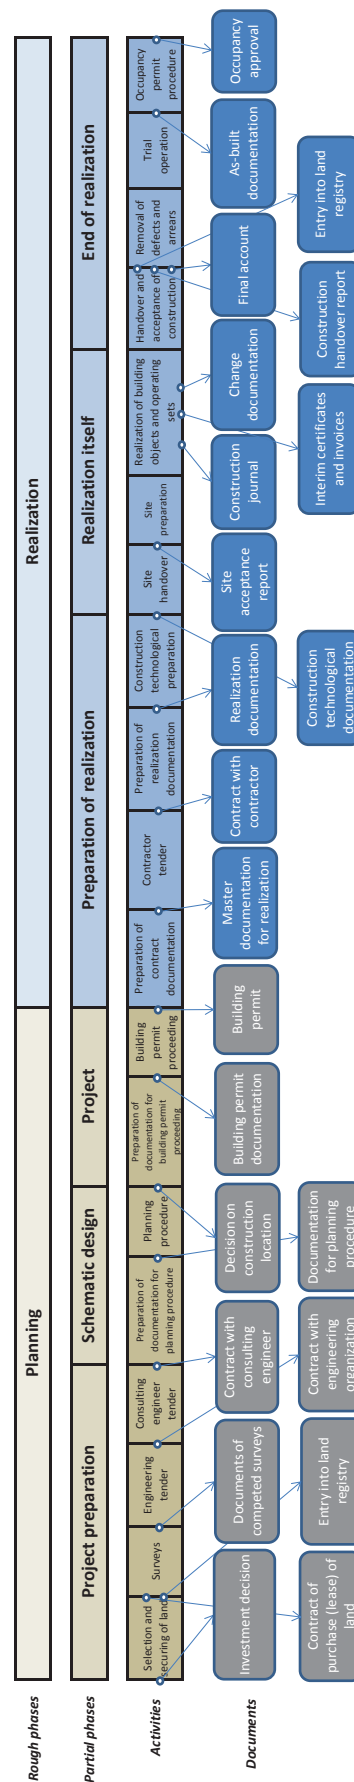 Rough phases
Planning
Realization
Partial phases
Project preparation
Schematic design
Project
Preparation of realization
Realization itself
End of realization
Activities
Selection and
securing of land
Surveys
Engineering
tender
Consulting
engineer
tender
Preparation of
documentation for
planning procedure
Planning
procedure
Preparation of
documentation for
building permit
proceeding
Building
permit
proceeding
Preparation of
contract
documentation
Contractor
tender
Preparation of
realization
documentation
Construction
technological
preparation
Site
handover
Site
preparation
Realization of building
objects and operating
sets
Handover and
acceptance of
construction
Removal of
defects and
arrears
Trial
operation
Occupancy
permit
procedure
Documents
Investment decision
Documents of
competed surveys
Contract with
consulting
engineer
Decision on
construction
location
Building permit
documentation
Building
permit
Master
documentation
for realization
Contract with
contractor
Realization
documentation
Site
acceptance
report
Construction
journal
Change
documentation
Final account
As-built
documentation
Occupancy
approval
Contract of
purchase (lease) of
land
Entry into land
registry
Contract with
engineering
organization
Documentation
for planning
procedure
Construction
technological
documentation
Interim certificates
and invoices
Construction
handover report
Entry into land
registry